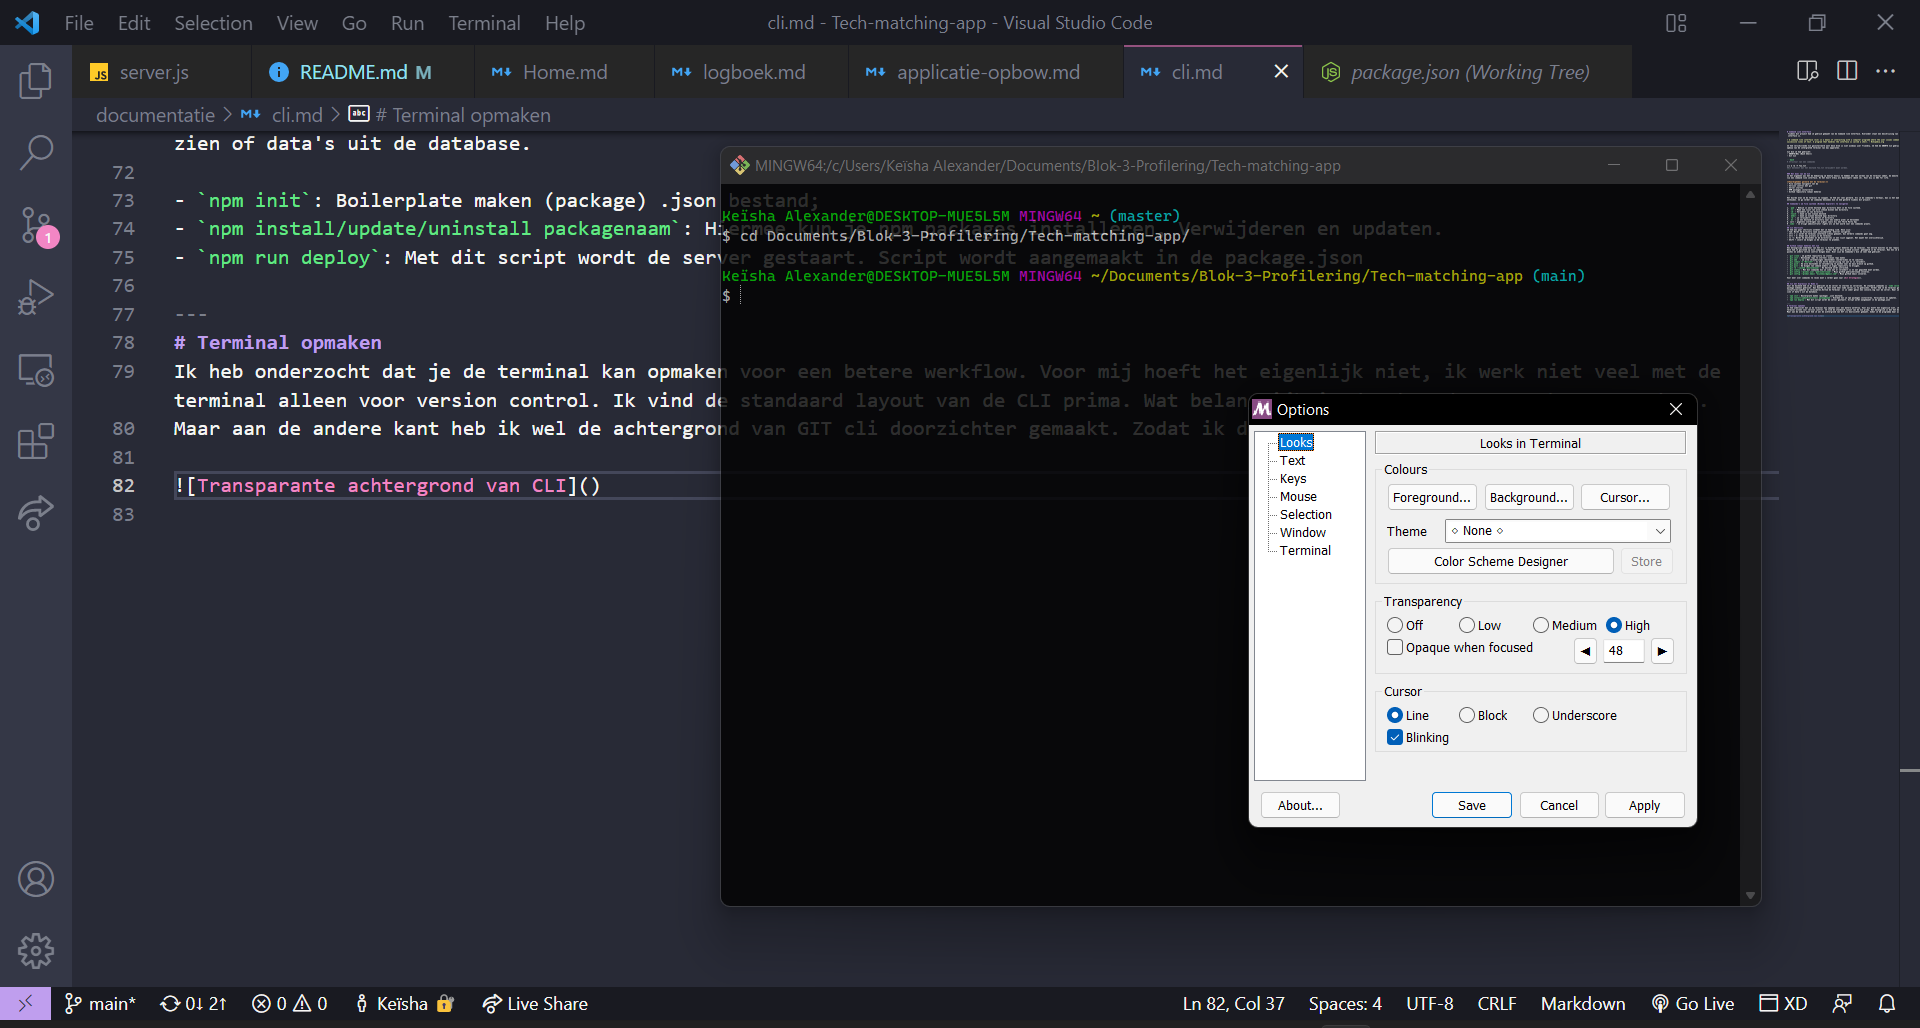 File Edit Selection View Go Run Terminal Help
cli.md - Tech-matching-app - Visual Studio Code
JS server.js
README.md M
Home.md
logboek.md
applicatie-opbow.md
cli.md
package.json (Working Tree)
documentatie > cli.md > abc # Terminal opmaken
zien of data's uit de database.
72
73 - `npm init`: Boilerplate maken (package) .json bestand;
74 - `npm install/update/uninstall packagenaam`: Hiermee kun je npm packages installeren, verwijderen en updaten.
75 - `npm run deploy`: Met dit script wordt de server gestaart. Script wordt aangemaakt in de package.json
76
77 ---
78 # Terminal opmaken
79 Ik heb onderzocht dat je de terminal kan opmaken voor een betere werkflow. Voor mij hoeft het eigenlijk niet, ik werk niet veel met de
terminal alleen voor version control. Ik vind de standaard layout van de CLI prima. Wat belan
80 Maar aan de andere kant heb ik wel de achtergrond van GIT cli doorzichter gemaakt. Zodat ik d
81
82 ![Transparante achtergrond van CLI]()
83
1
MINGW64:/c/Users/Keïsha Alexander/Documents/Blok-3-Profilering/Tech-matching-app
Keïsha Alexander@DESKTOP-MUE5L5M MINGW64 ~ (master)
$ cd Documents/Blok-3-Profilering/Tech-matching-app/
Keïsha Alexander@DESKTOP-MUE5L5M MINGW64 ~/Documents/Blok-3-Profilering/Tech-matching-app (main)
$
Options
Looks
Text
Keys
Mouse
Selection
Window
Terminal
Looks in Terminal
Colours
Foreground... Background... Cursor...
Theme ◇ None ◇
Color Scheme Designer Store
Transparency
Off Low Medium High
Opaque when focused ◄ 48 ►
Cursor
Line Block Underscore
Blinking
About... Save Cancel Apply
main* 0↓ 2↑ 0 0 Keïsha Live Share
Ln 82, Col 37 Spaces: 4 UTF-8 CRLF Markdown Go Live XD